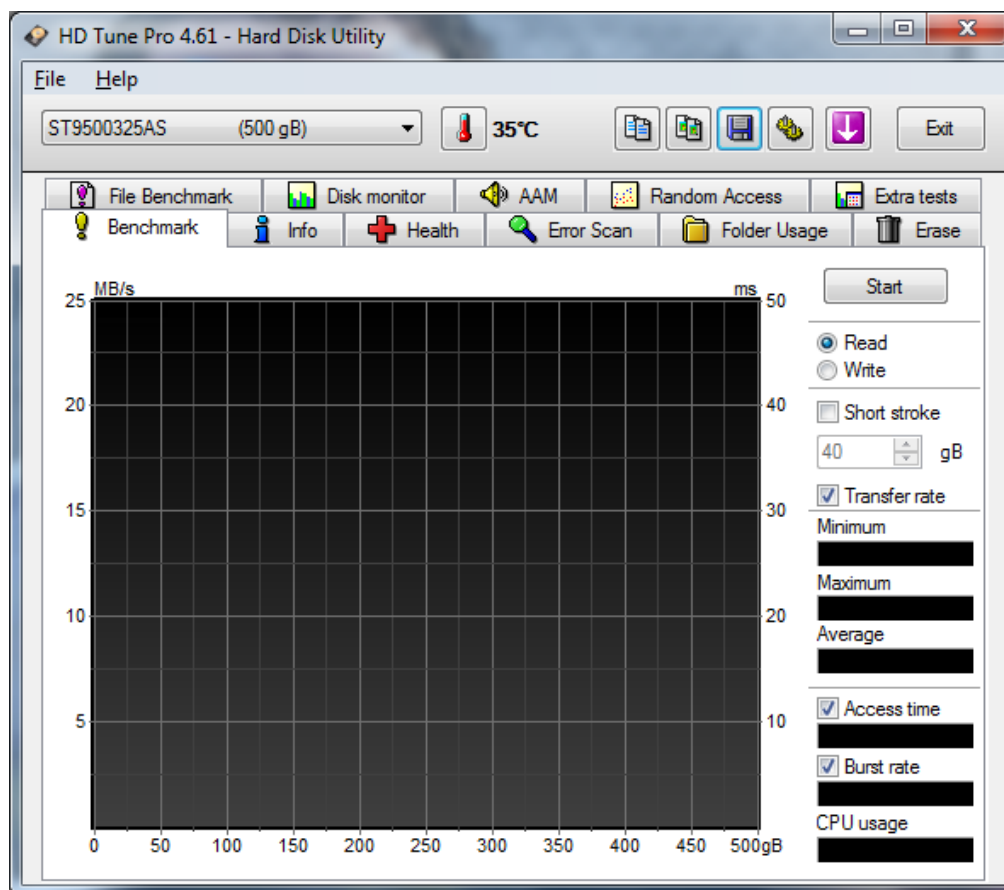 HD Tune Pro 4.61 - Hard Disk Utility
File Help
ST9500325AS (500 gB) 35°C Exit
File Benchmark Disk monitor AAM Random Access Extra tests
Benchmark Info Health Error Scan Folder Usage Erase
MB/s ms Start
25 50
Read
Write
20 40 Short stroke
40 gB
Transfer rate
15 30
Minimum
Maximum
10 20
Average
5 10 Access time
Burst rate
CPU usage
0 50 100 150 200 250 300 350 400 450 500gB